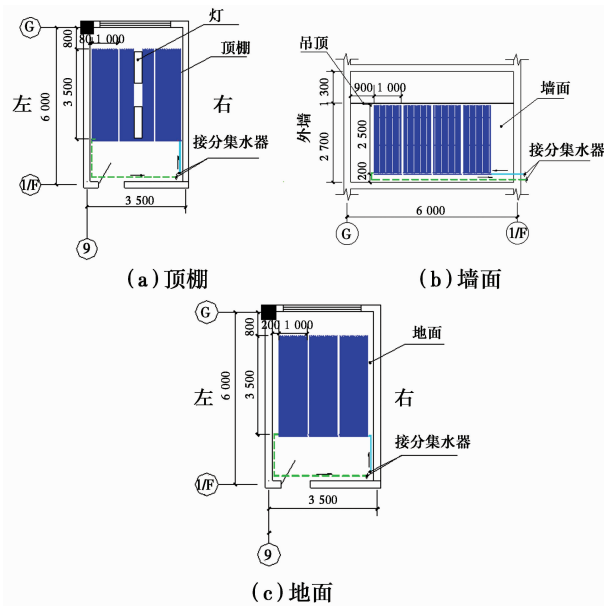 灯
G
800
80 1 000
顶棚
左
6 000
3 500
右
接分集水器
1/F
3 500
9
(a)顶棚
吊顶
1 300
900 1 000
墙面
外墙
2 500
2 700
接分集水器
200
6 000
G
1/F
(b)墙面
G
800
200 1 000
地面
左
6 000
3 500
右
接分集水器
1/F
3 500
9
(c)地面